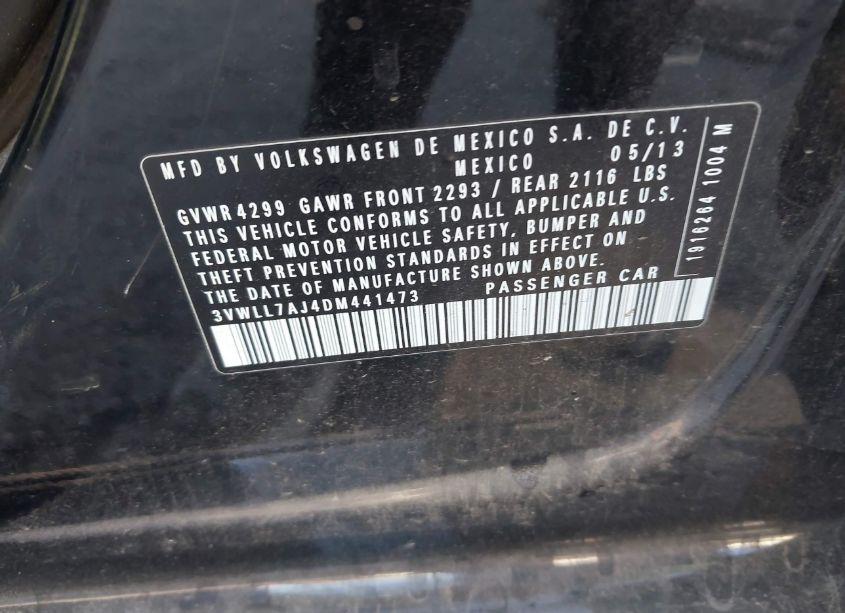 MFD BY VOLKSWAGEN DE MEXICO S.A. DE C.V.
MEXICO 05/13
GVWR 4299 GAWR FRONT 2293 / REAR 2116 LBS
THIS VEHICLE CONFORMS TO ALL APPLICABLE U.S.
FEDERAL MOTOR VEHICLE SAFETY, BUMPER AND
THEFT PREVENTION STANDARDS IN EFFECT ON
THE DATE OF MANUFACTURE SHOWN ABOVE.
3VWLL7AJ4DM441473 PASSENGER CAR
1916264 1004 M